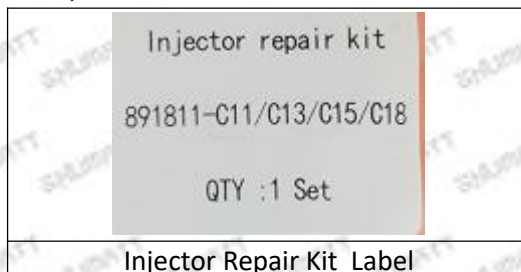 Injector repair kit
891811-C11/C13/C15/C18
QTY :1 Set
Injector Repair Kit Label